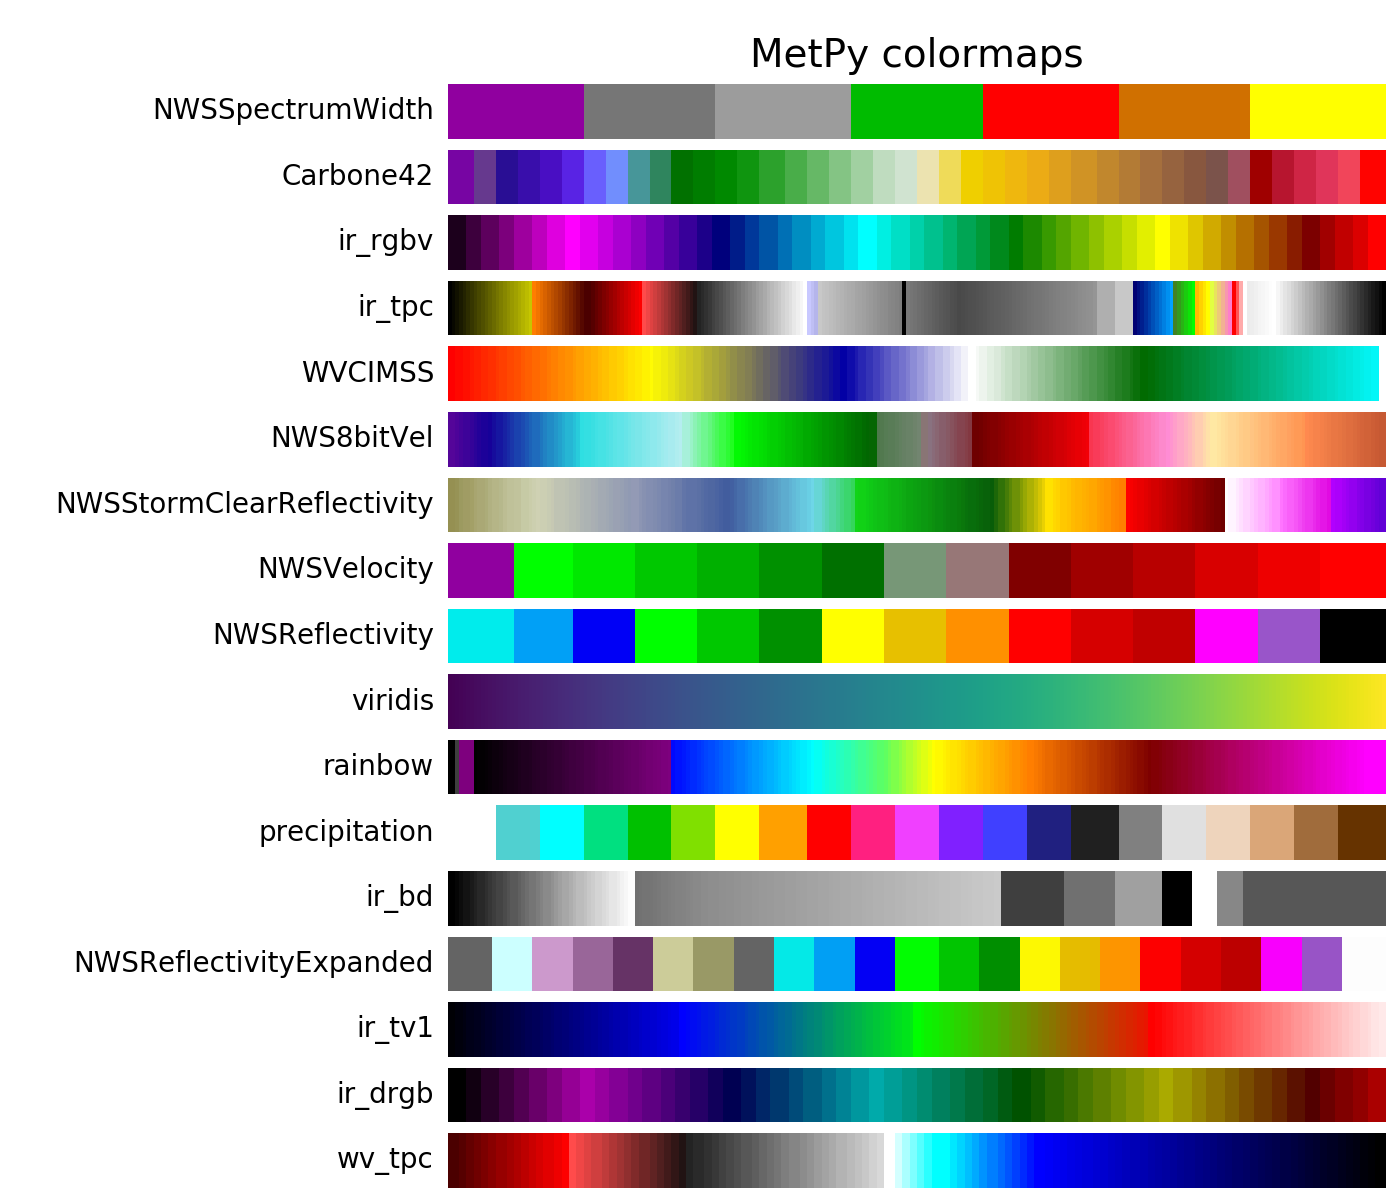 MetPy colormaps
NWSSpectrumWidth
Carbone42
ir_rgbv
ir_tpc
WVCIMSS
NWS8bitVel
NWSStormClearReflectivity
NWSVelocity
NWSReflectivity
viridis
rainbow
precipitation
ir_bd
NWSReflectivityExpanded
ir_tv1
ir_drgb
wv_tpc